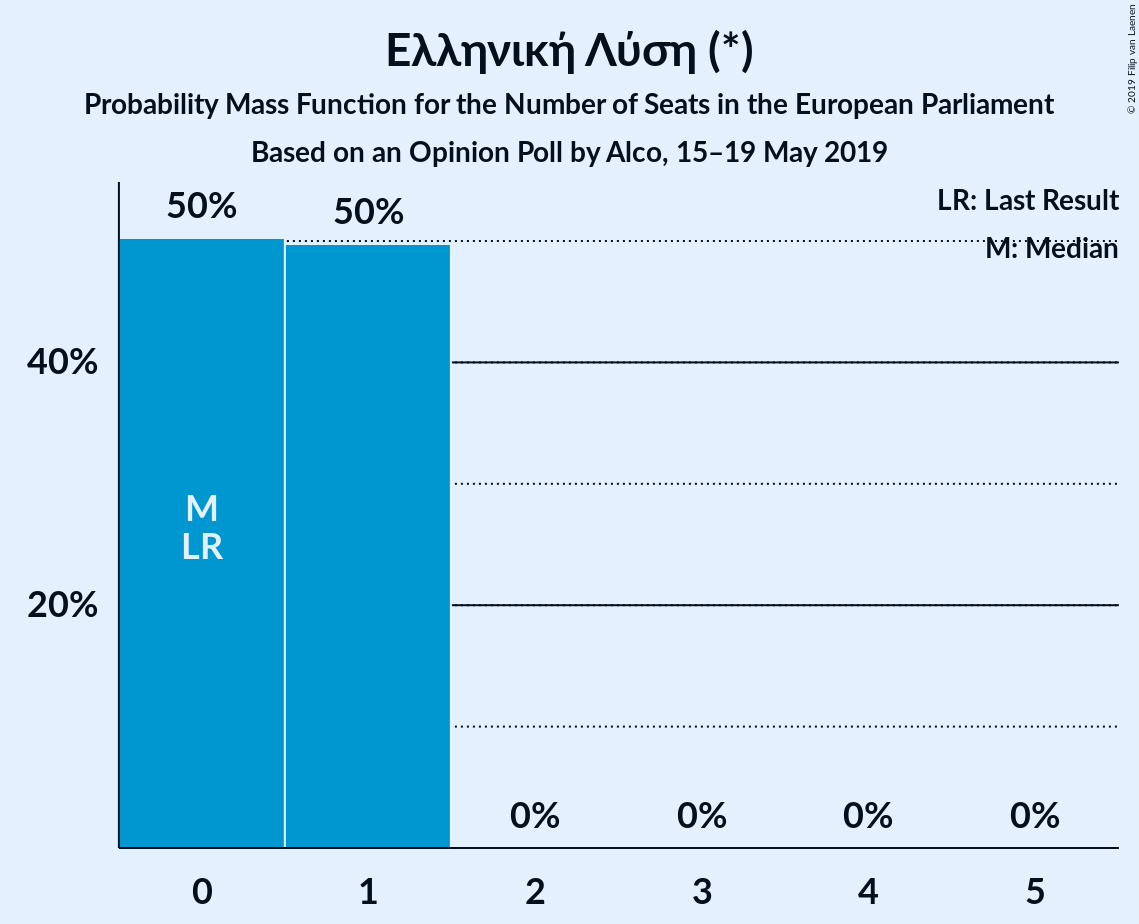 Ελληνική Λύση (*)
Probability Mass Function for the Number of Seats in the European Parliament
Based on an Opinion Poll by Alco, 15–19 May 2019
© 2019 Filip van Laenen
LR: Last Result
M: Median
50%
50%
40%
20%
M
LR
0%
0%
0%
0%
0
1
2
3
4
5